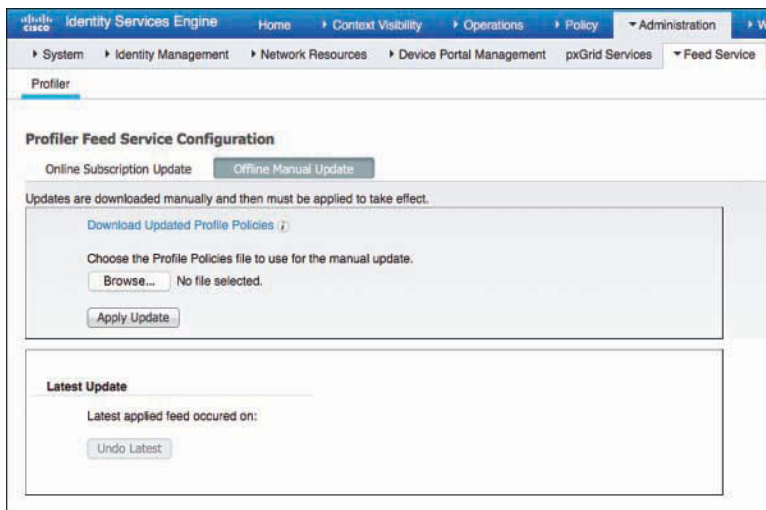 cisco Identity Services Engine Home Context Visibility Operations Policy Administration W
System Identity Management Network Resources Device Portal Management pxGrid Services Feed Service
Profiler
Profiler Feed Service Configuration
Online Subscription Update Offline Manual Update
Updates are downloaded manually and then must be applied to take effect.
Download Updated Profile Policies
Choose the Profile Policies file to use for the manual update.
Browse... No file selected.
Apply Update
Latest Update
Latest applied feed occured on:
Undo Latest